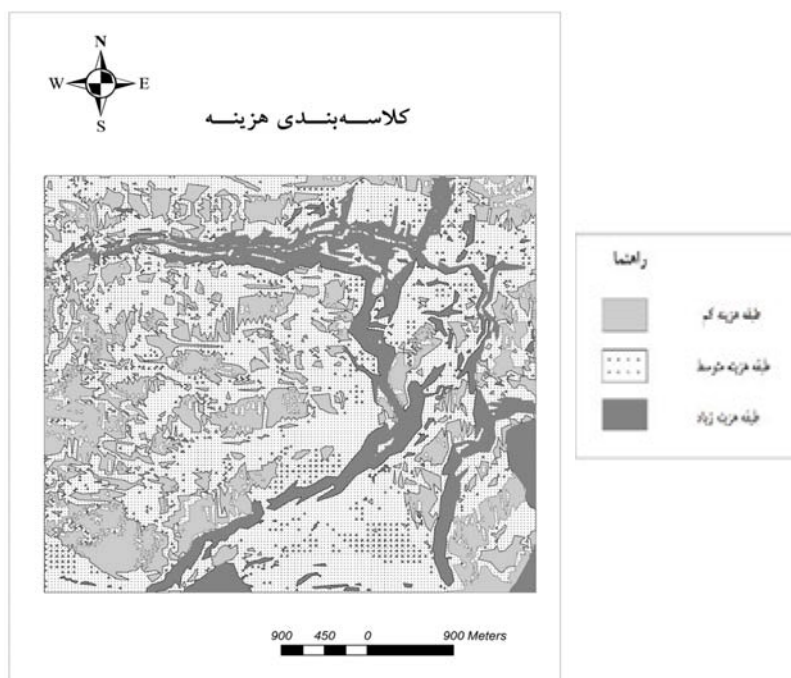 N
W E
S
کلاسه‌بندی هزینه
راهنما
طبقه هزینه کم
طبقه هزینه متوسط
طبقه هزینه زیاد
900 450 0 900 Meters